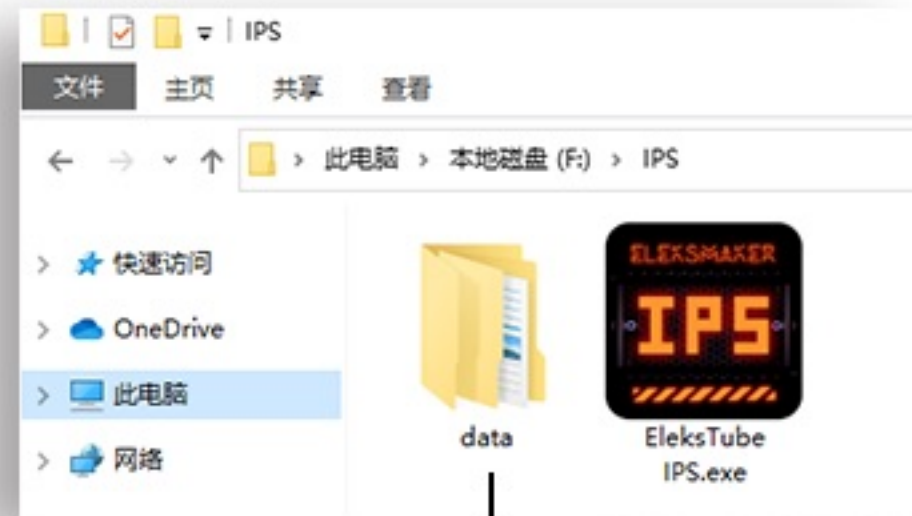 IPS
文件 主页 共享 查看
此电脑 本地磁盘 (F:) IPS
快速访问
OneDrive
此电脑
网络
ELEKSMAKER
IPS
data
EleksTube
IPS.exe